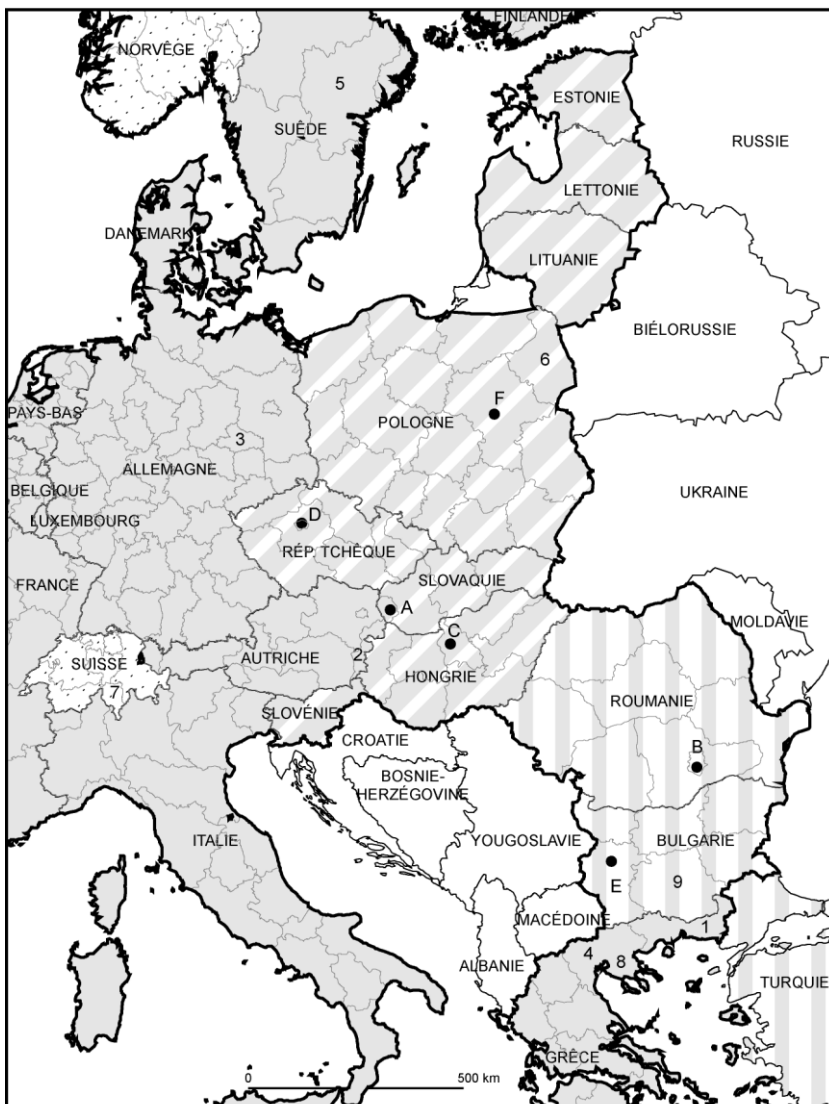 FINLANDE
NORVÈGE
5
ESTONIE
SUÈDE
RUSSIE
LETTONIE
DANEMARK
LITUANIE
BIÉLORUSSIE
6
PAYS-BAS
F
POLOGNE
3
ALLEMAGNE
BELGIQUE
UKRAINE
D
LUXEMBOURG
RÉP. TCHÈQUE
SLOVAQUIE
FRANCE
A
MOLDAVIE
C
2
AUTRICHE
SUISSE
HONGRIE
7
ROUMANIE
SLOVÉNIE
CROATIE
B
BOSNIE-
HERZÉGOVINE
ITALIE
YOUGOSLAVIE
BULGARIE
E
9
MACÉDOINE
1
4
8
ALBANIE
TURQUIE
GRÈCE
0
500 km